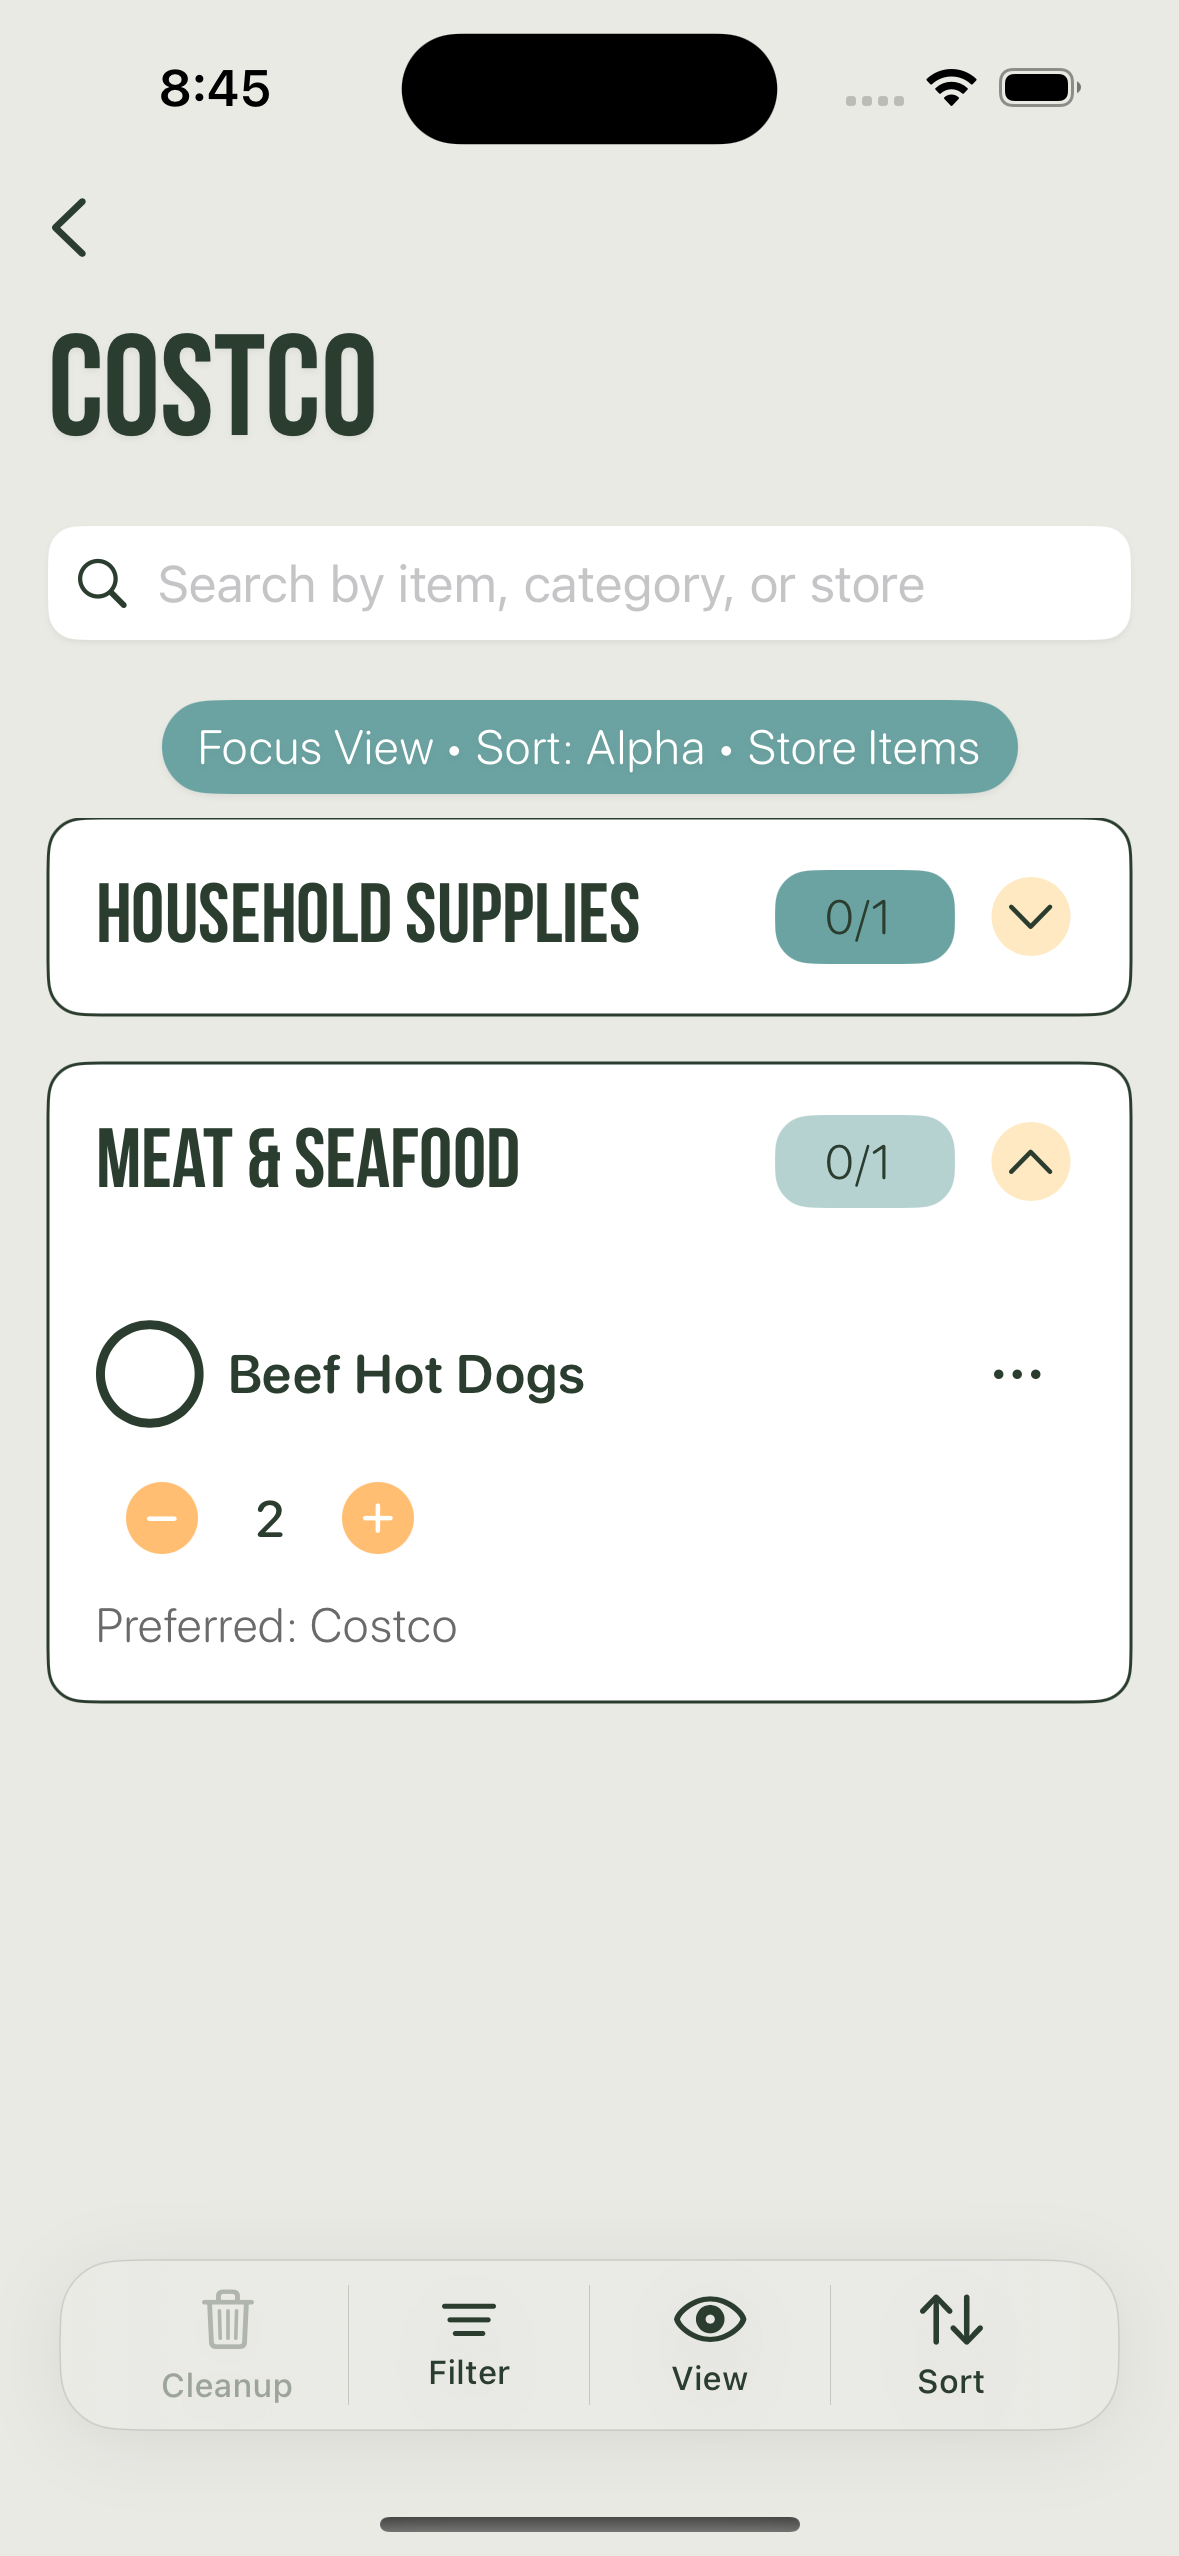 8:45
COSTCO
Search by item, category, or store
Focus View • Sort: Alpha • Store Items
HOUSEHOLD SUPPLIES 0/1
MEAT & SEAFOOD 0/1
Beef Hot Dogs
2
Preferred: Costco
Cleanup Filter View Sort